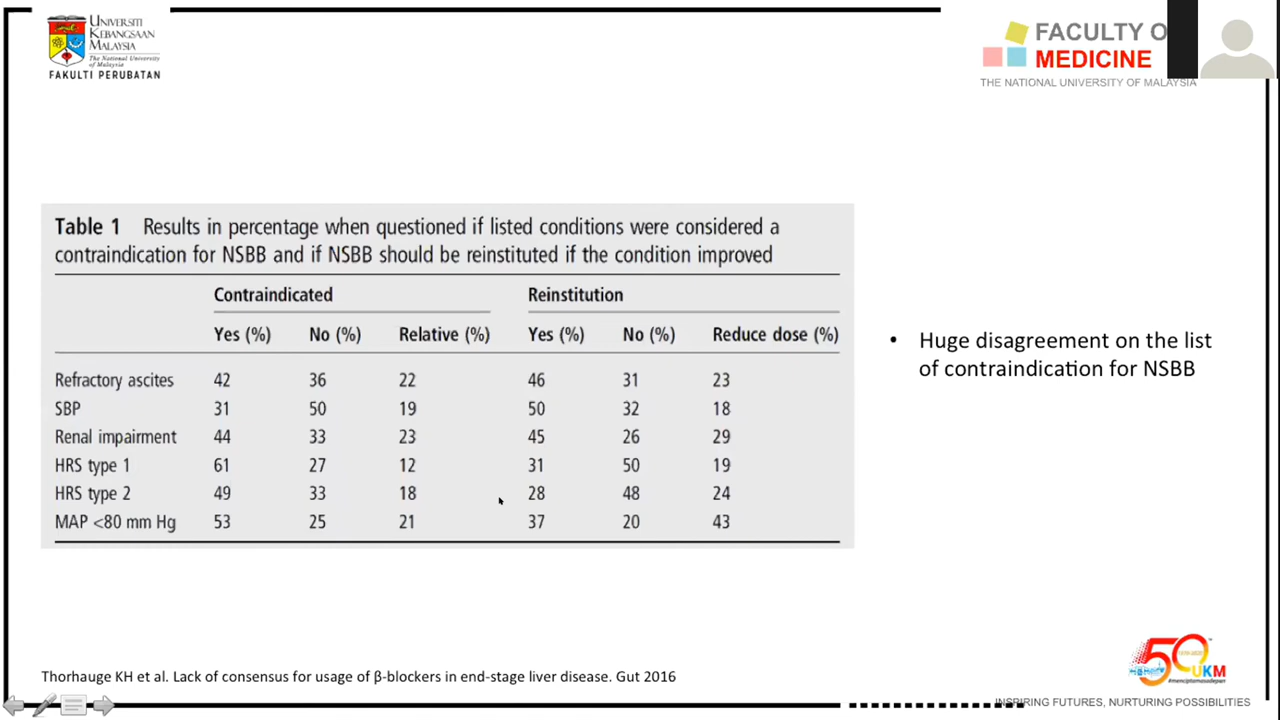 UNIVERSITI
KEBANGSAAN
MALAYSIA
The National University
of Malaysia
FAKULTI PERUBATAN
FACULTY O
MEDICINE
THE NATIONAL UNIVERSITY OF MALAYSIA
Table 1 Results in percentage when questioned if listed conditions were considered a
contraindication for NSBB and if NSBB should be reinstituted if the condition improved
Contraindicated Reinstitution
Yes (%) No (%) Relative (%) Yes (%) No (%) Reduce dose (%)
Refractory ascites 42 36 22 46 31 23
SBP 31 50 19 50 32 18
Renal impairment 44 33 23 45 26 29
HRS type 1 61 27 12 31 50 19
HRS type 2 49 33 18 28 48 24
MAP <80 mm Hg 53 25 21 37 20 43
• Huge disagreement on the list
of contraindication for NSBB
50 UKM
Thorhauge KH et al. Lack of consensus for usage of β-blockers in end-stage liver disease. Gut 2016
INSPIRING FUTURES, NURTURING POSSIBILITIES